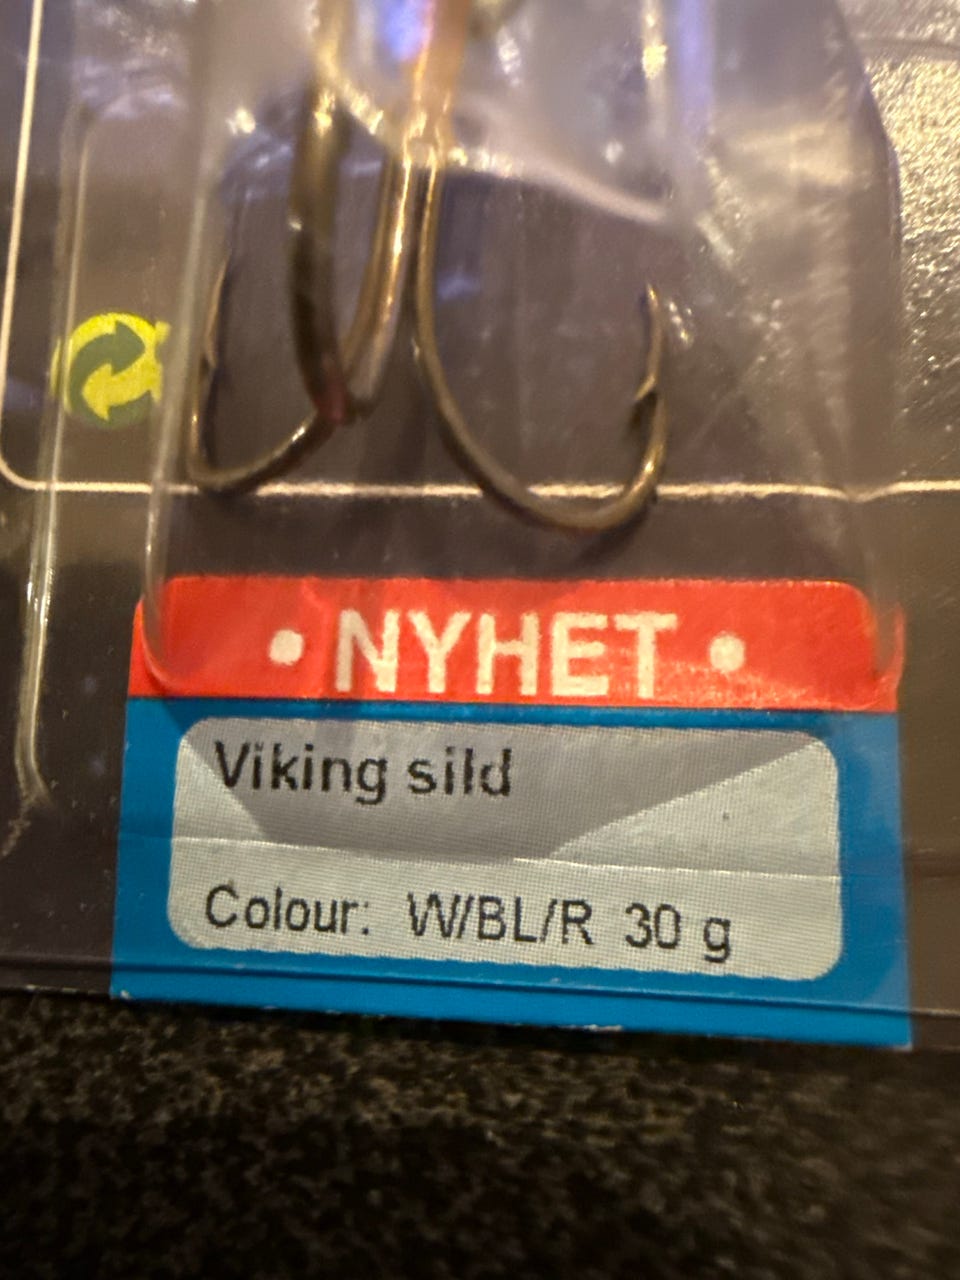 • NYHET •
Viking sild
Colour: W/BL/R 30 g